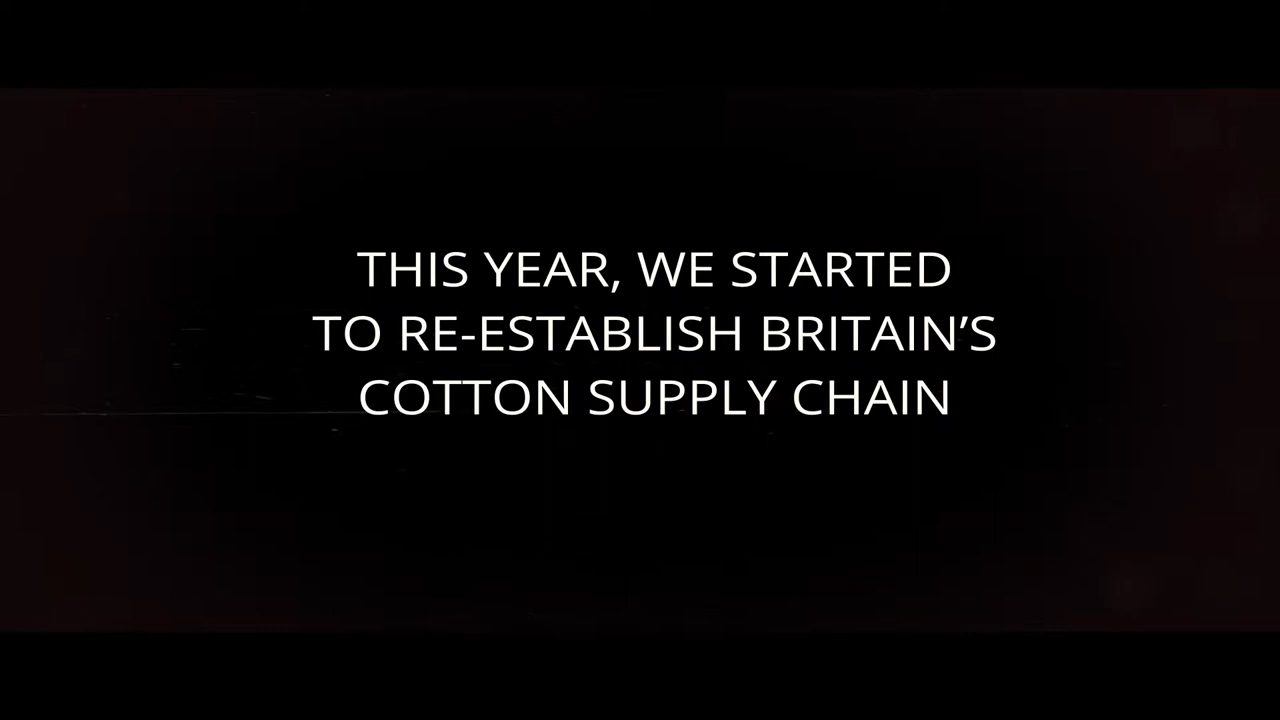 THIS YEAR, WE STARTED
TO RE-ESTABLISH BRITAIN’S
COTTON SUPPLY CHAIN